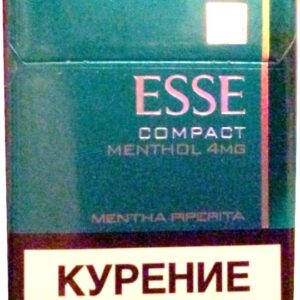 ESSE
COMPACT
MENTHOL 4MG
MENTHA PIPERITA
КУРЕНИЕ